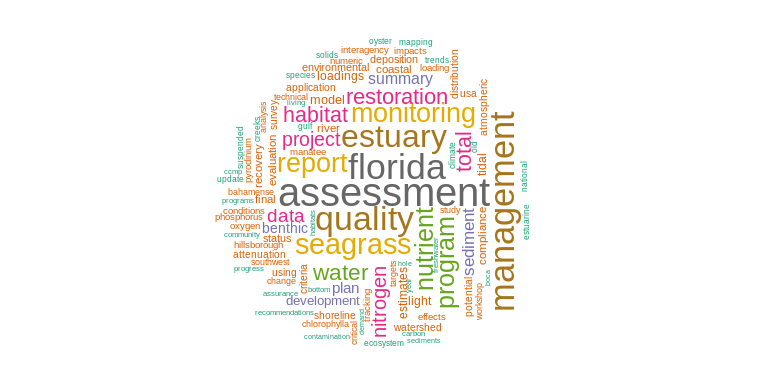 oyster
mapping
interagency
impacts
solids
numeric
deposition
trends
environmental
coastal
loading
species
loadings
summary
distribution
application
usa
technical
model
restoration
living
habitat
monitoring
atmospheric
analysis
survey
gulf
river
creeks
project
estuary
total
old
climate
manatee
suspended
pyrodinium
recovery
evaluation
report
florida
tidal
management
national
ccmp
update
bahamense
final
assessment
programs
conditions
phosphorus
data
habitats
quality
study
oxygen
benthic
nutrient
program
sediment
compliance
estuarine
community
status
hillsborough
seagrass
freshwater
attenuation
southwest
hole
progress
using
water
targets
boca
change
criteria
nitrogen
estimates
year
potential
workshop
assurance
bottom
plan
development
light
tracking
recommendations
shoreline
effects
chlorophylla
critical
demand
watershed
contamination
carbon
ecosystem
sediments